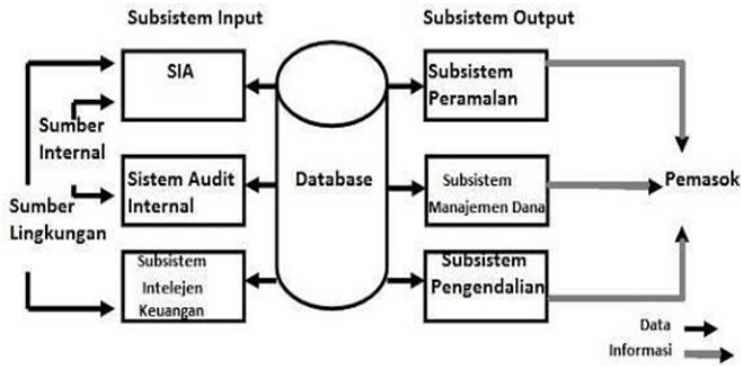 Subsistem Input
Subsistem Output
SIA
Subsistem
Peramalan
Sumber
Internal
Sistem Audit
Internal
Database
Subsistem
Manajemen Dana
Pemasok
Sumber
Lingkungan
Subsistem
Intelejen
Keuangan
Subsistem
Pengendalian
Data
Informasi